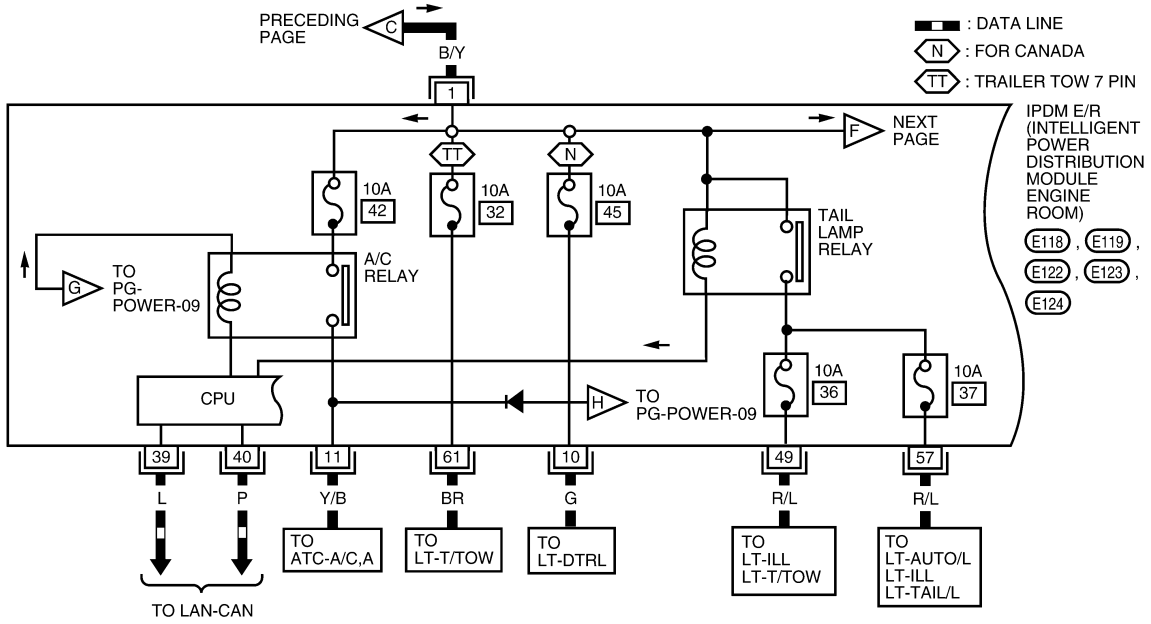 PRECEDING
PAGE
C
B/Y
1
: DATA LINE
N : FOR CANADA
TT : TRAILER TOW 7 PIN
F
NEXT
PAGE
IPDM E/R
(INTELLIGENT
POWER
DISTRIBUTION
MODULE
ENGINE
ROOM)
E118 , E119 ,
E122 , E123 ,
E124
TT
N
10A
42
10A
32
10A
45
TAIL
LAMP
RELAY
A/C
RELAY
G
TO
PG-
POWER-09
CPU
H
TO
PG-POWER-09
10A
36
10A
37
39
40
11
61
10
49
57
L
P
Y/B
BR
G
R/L
R/L
TO
ATC-A/C,A
TO
LT-T/TOW
TO
LT-DTRL
TO
LT-ILL
LT-T/TOW
TO
LT-AUTO/L
LT-ILL
LT-TAIL/L
TO LAN-CAN